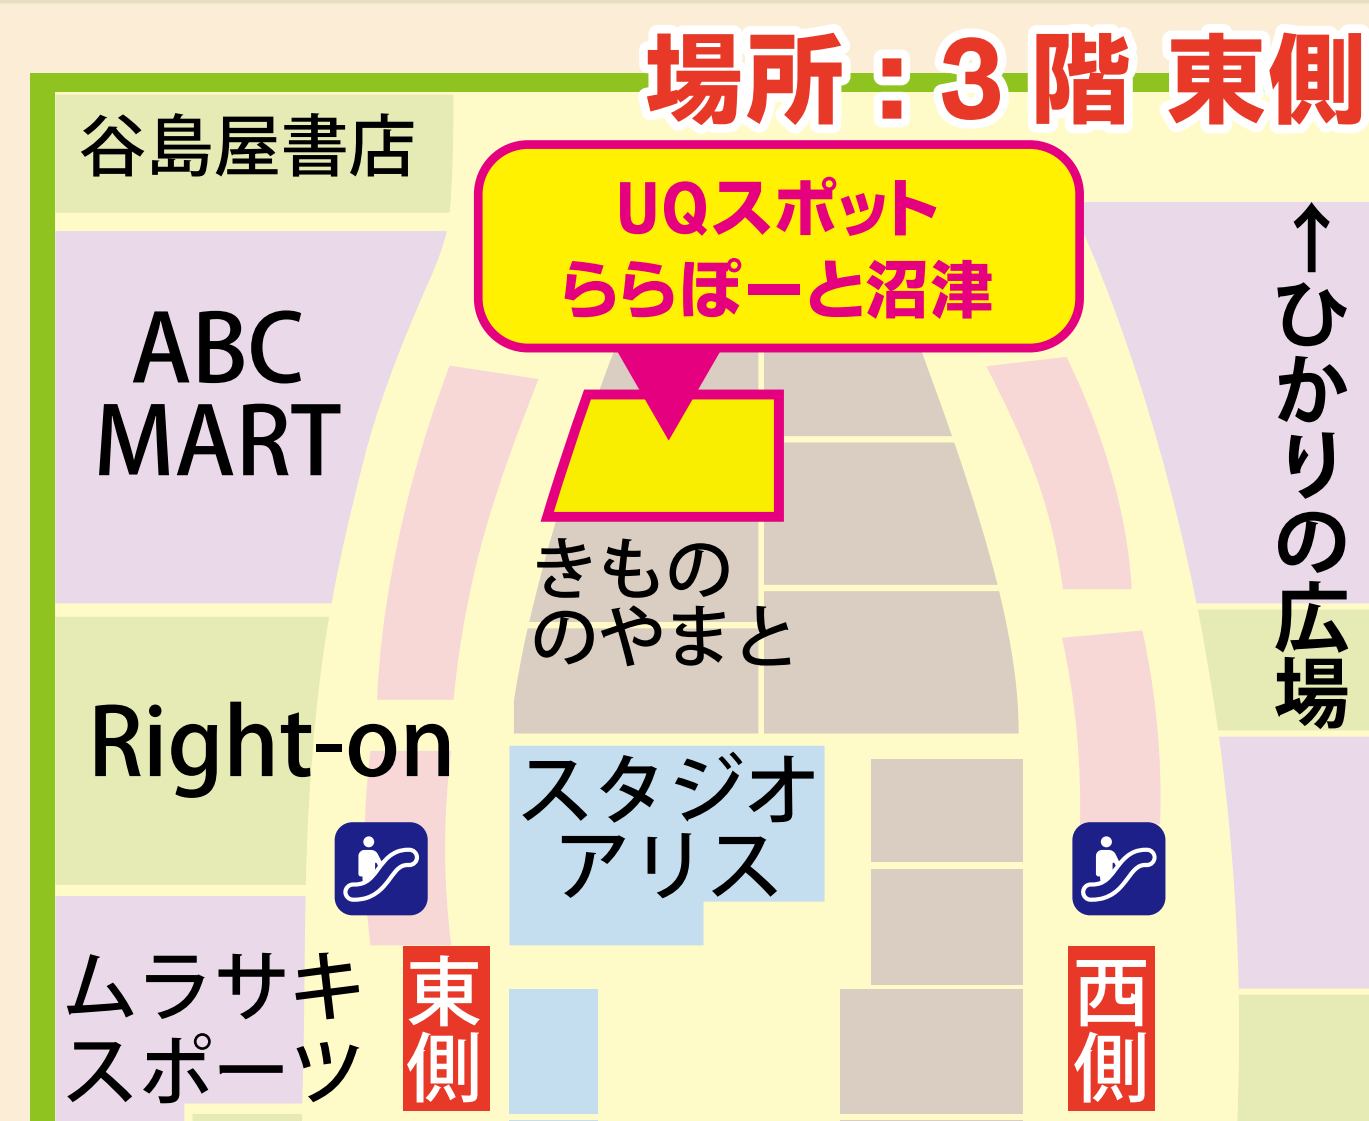 場所：3階 東側
谷島屋書店
UQスポット
ららぽーと沼津
ABC
MART
↑ひかりの広場
きもの
のやまと
Right-on
スタジオ
アリス
ムラサキ
スポーツ
東側
西側